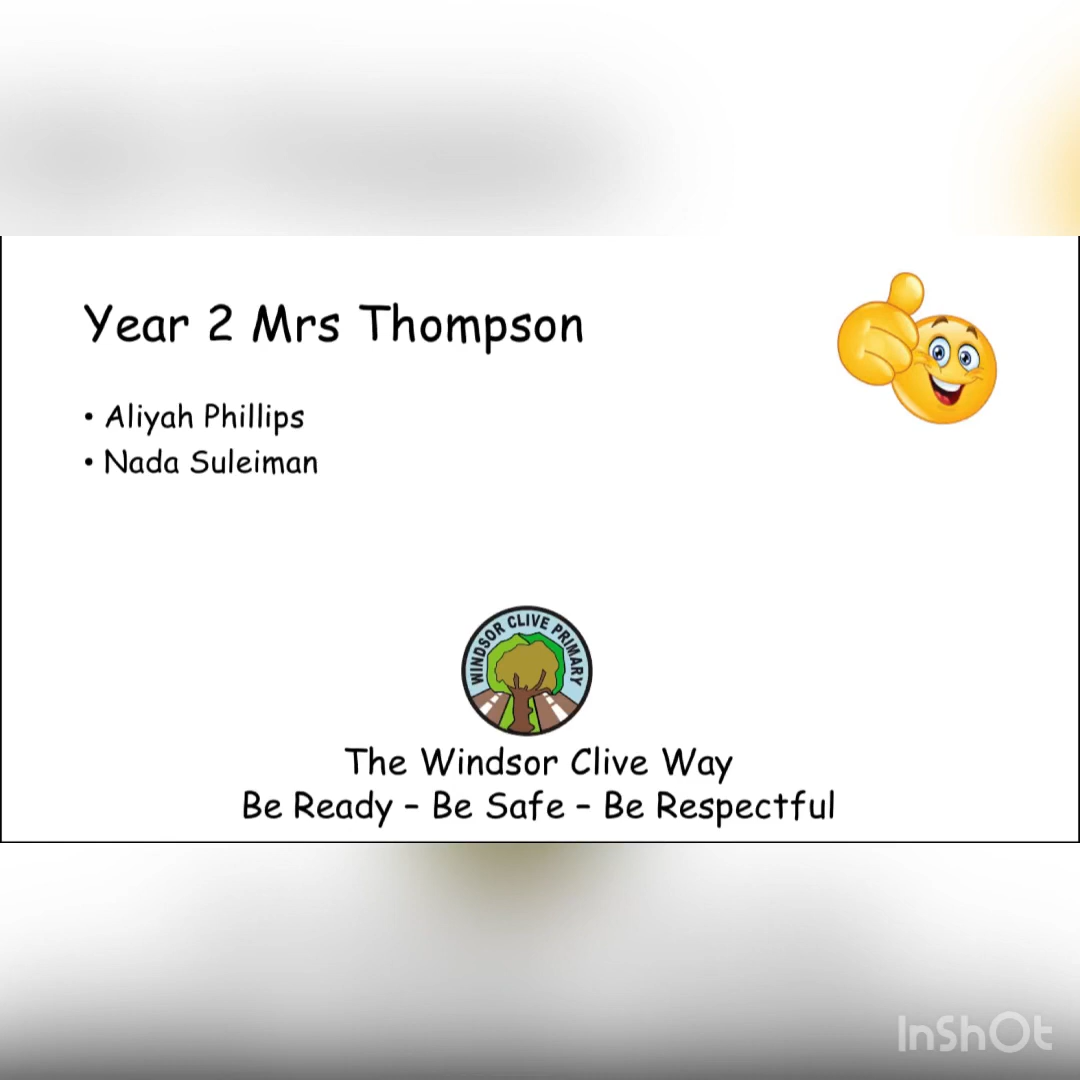 Year 2 Mrs Thompson
• Aliyah Phillips
• Nada Suleiman
WINDSOR CLIVE PRIMARY
The Windsor Clive Way
Be Ready – Be Safe – Be Respectful
InShOt